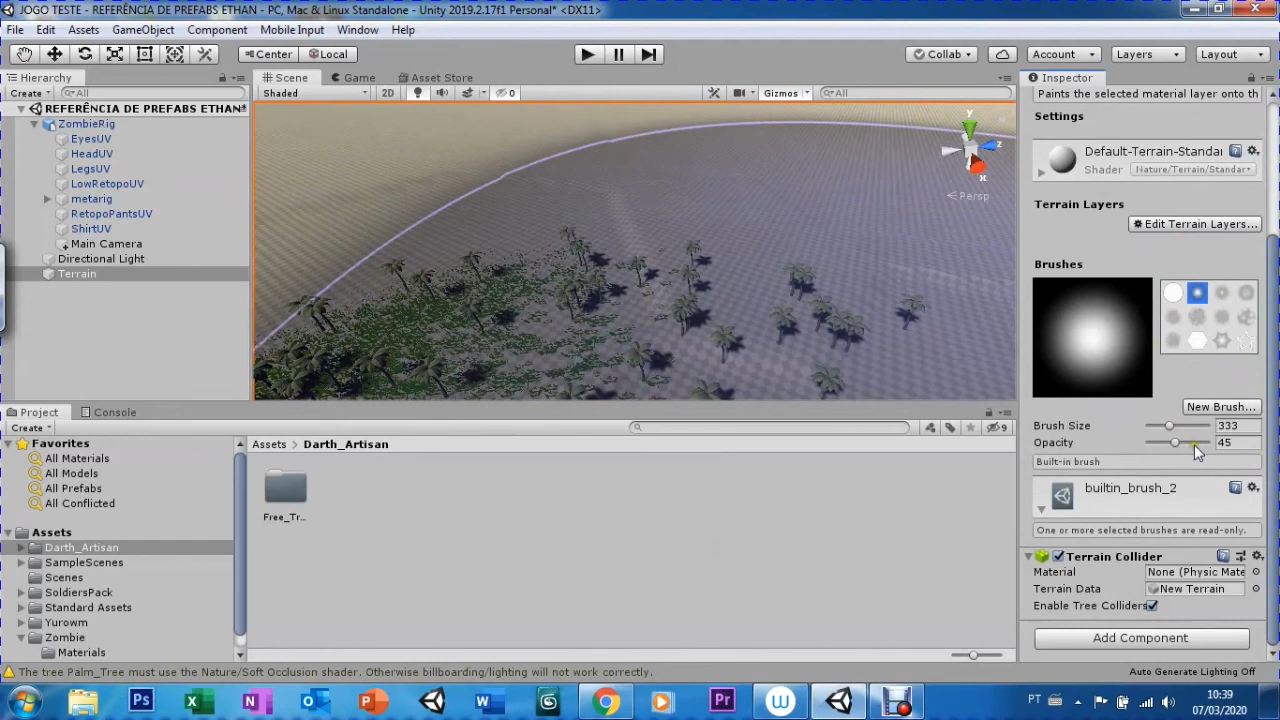 JOGO TESTE - REFERÊNCIA DE PREFABS ETHAN - PC, Mac & Linux Standalone - Unity 2019.2.17f1 Personal* <DX11>
File Edit Assets GameObject Component Mobile Input Window Help
Center Local Collab Account Layers Layout
Hierarchy
Create All
REFERÊNCIA DE PREFABS ETHAN
ZombieRig
EyesUV
HeadUV
LegsUV
LowRetopoUV
metarig
RetopoPantsUV
ShirtUV
Main Camera
Directional Light
Terrain
Scene Game Asset Store
Shaded 2D 0 Gizmos All
y
z
x
Persp
Inspector
Paints the selected material layer onto th
Settings
Default-Terrain-Standar
Shader Nature/Terrain/Standar
Terrain Layers
Edit Terrain Layers...
Brushes
New Brush...
Brush Size 333
Opacity 45
Built-in brush
builtin_brush_2
One or more selected brushes are read-only.
Terrain Collider
Material None (Physic Mate
Terrain Data New Terrain
Enable Tree Colliders
Add Component
Project Console
Create 9
Favorites
All Materials
All Models
All Prefabs
All Conflicted
Assets
Darth_Artisan
SampleScenes
Scenes
SoldiersPack
Standard Assets
Yurowm
Zombie
Materials
Assets Darth_Artisan
Free_Tr...
The tree Palm_Tree must use the Nature/Soft Occlusion shader. Otherwise billboarding/lighting will not work correctly.
Auto Generate Lighting Off
Ps X N O P W Pr W
PT
10:39
07/03/2020